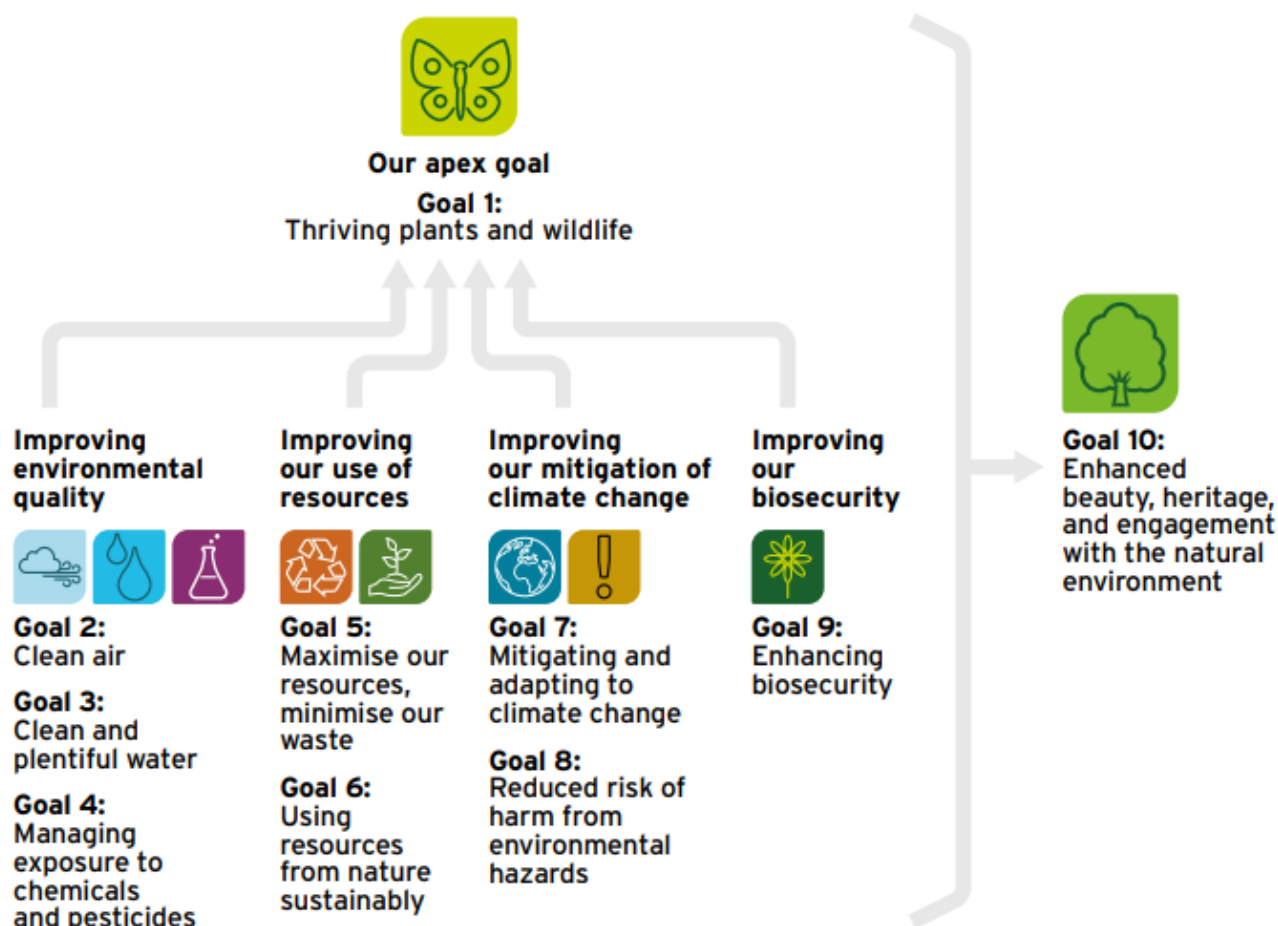 Our apex goal
Goal 1:
Thriving plants and wildlife
Improving
environmental
quality
Goal 2:
Clean air
Goal 3:
Clean and
plentiful water
Goal 4:
Managing
exposure to
chemicals
and pesticides
Improving
our use of
resources
Goal 5:
Maximise our
resources,
minimise our
waste
Goal 6:
Using
resources
from nature
sustainably
Improving
our mitigation of
climate change
Goal 7:
Mitigating and
adapting to
climate change
Goal 8:
Reduced risk of
harm from
environmental
hazards
Improving
our
biosecurity
Goal 9:
Enhancing
biosecurity
Goal 10:
Enhanced
beauty, heritage,
and engagement
with the natural
environment